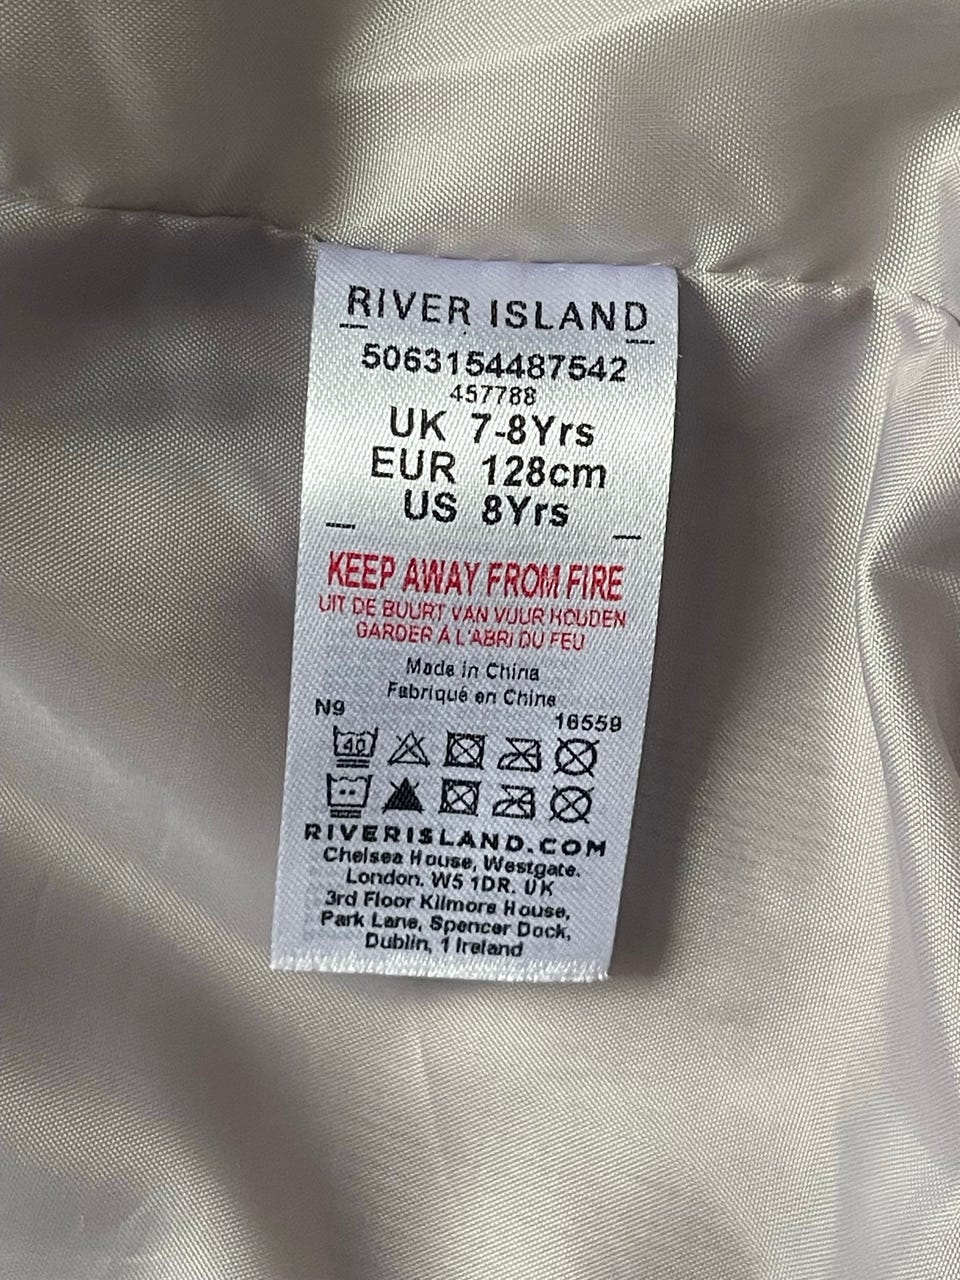 RIVER ISLAND
5063154487542
457788
UK 7-8Yrs
EUR 128cm
US 8Yrs
KEEP AWAY FROM FIRE
UIT DE BUURT VAN VUUR HOUDEN
GARDER À L'ABRI DU FEU
Made in China
Fabriqué en Chine
N9 16559
40
RIVERISLAND.COM
Chelsea House, Westgate.
London. W5 1DR. UK
3rd Floor Kilmore House,
Park Lane, Spencer Dock,
Dublin, 1 Ireland